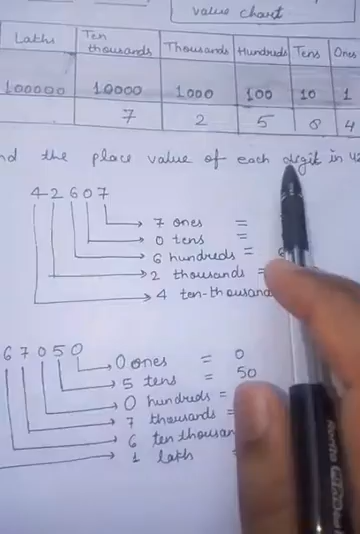 value chart
Lakhs Ten thousands Thousands Hundreds Tens Ones
100000 10000 1000 100 10 1
7 2 5 8 4
the place value of each digit in
42607
7 ones =
0 tens =
6 hundreds =
2 thousands =
4 ten-thousand
67050
0 ones = 0
5 tens = 50
0 hundreds =
7 thousands =
6 ten thousan
1 lakh